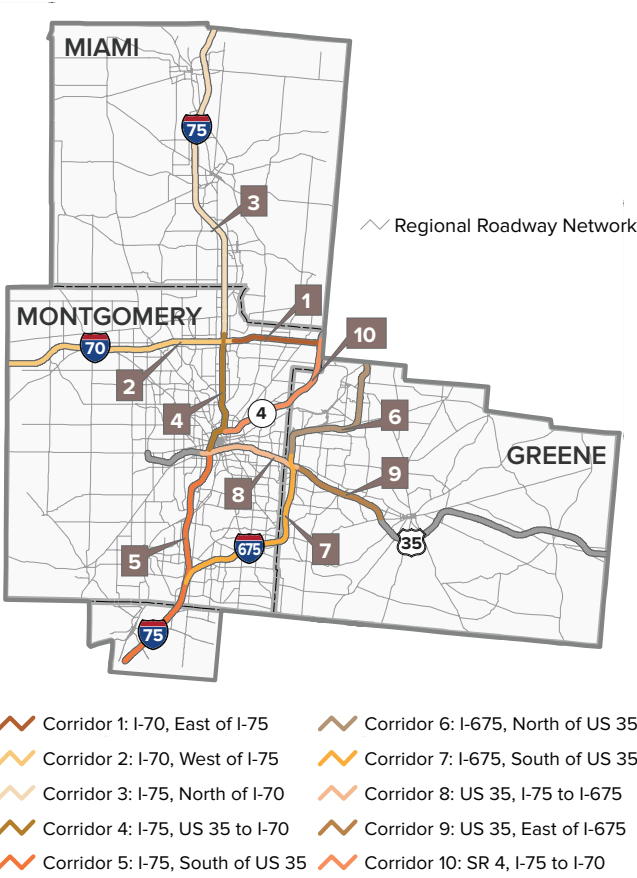 MIAMI
75
3
Regional Roadway Network
MONTGOMERY
1
10
70
2
4
4
6
GREENE
9
8
35
5
675
7
75
Corridor 1: I-70, East of I-75
Corridor 2: I-70, West of I-75
Corridor 3: I-75, North of I-70
Corridor 4: I-75, US 35 to I-70
Corridor 5: I-75, South of US 35
Corridor 6: I-675, North of US 35
Corridor 7: I-675, South of US 35
Corridor 8: US 35, I-75 to I-675
Corridor 9: US 35, East of I-675
Corridor 10: SR 4, I-75 to I-70